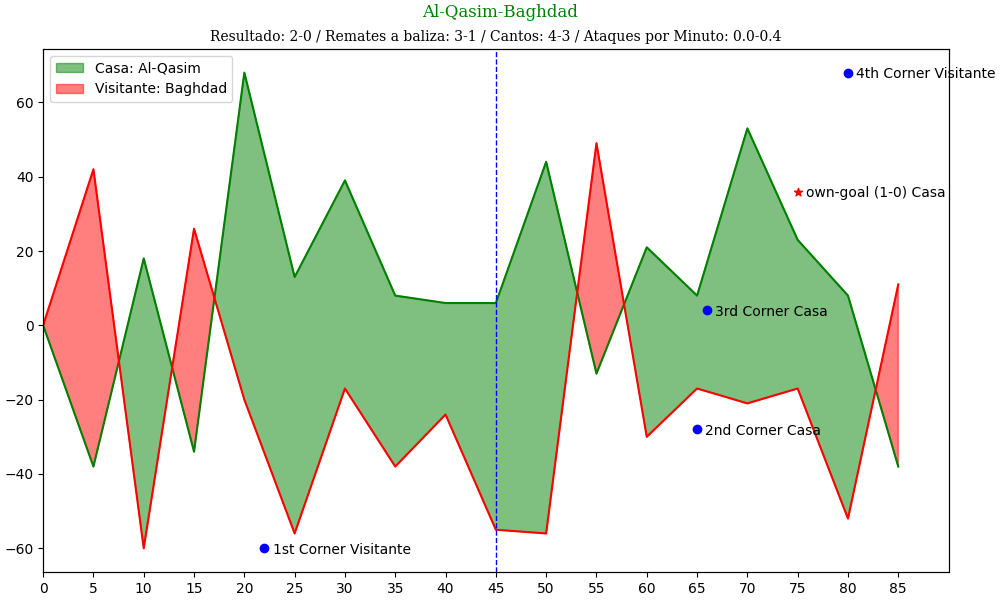 Al-Qasim-Baghdad
Resultado: 2-0 / Remates a baliza: 3-1 / Cantos: 4-3 / Ataques por Minuto: 0.0-0.4
Casa: Al-Qasim
Visitante: Baghdad
4th Corner Visitante
own-goal (1-0) Casa
3rd Corner Casa
2nd Corner Casa
1st Corner Visitante
60
40
20
0
−20
−40
−60
0 5 10 15 20 25 30 35 40 45 50 55 60 65 70 75 80 85